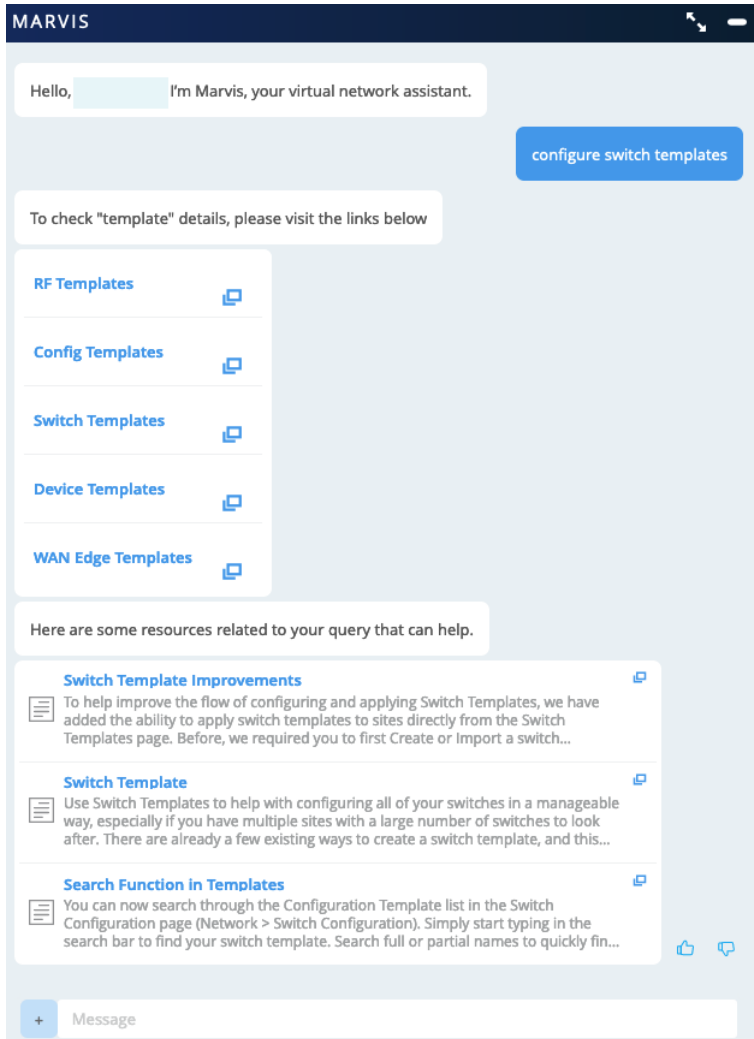 MARVIS
Hello, I'm Marvis, your virtual network assistant.
configure switch templates
To check "template" details, please visit the links below
RF Templates
Config Templates
Switch Templates
Device Templates
WAN Edge Templates
Here are some resources related to your query that can help.
Switch Template Improvements
To help improve the flow of configuring and applying Switch Templates, we have
added the ability to apply switch templates to sites directly from the Switch
Templates page. Before, we required you to first Create or Import a switch...
Switch Template
Use Switch Templates to help with configuring all of your switches in a manageable
way, especially if you have multiple sites with a large number of switches to look
after. There are already a few existing ways to create a switch template, and this...
Search Function in Templates
You can now search through the Configuration Template list in the Switch
Configuration page (Network > Switch Configuration). Simply start typing in the
search bar to find your switch template. Search full or partial names to quickly fin...
+ Message